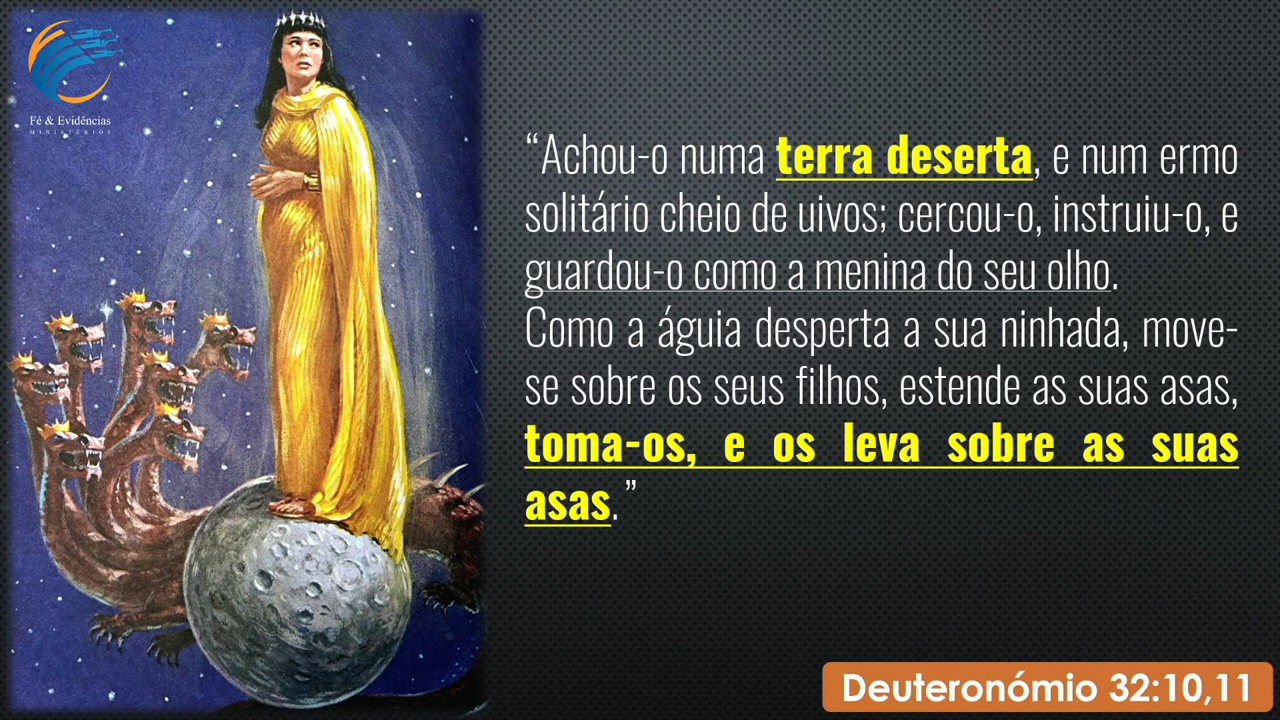 Fé & Evidências
MINISTÉRIOS
“Achou-o numa terra deserta, e num ermo
solitário cheio de uivos; cercou-o, instruiu-o, e
guardou-o como a menina do seu olho.
Como a águia desperta a sua ninhada, move-
se sobre os seus filhos, estende as suas asas,
toma-os, e os leva sobre as suas
asas.”
Deuteronómio 32:10,11